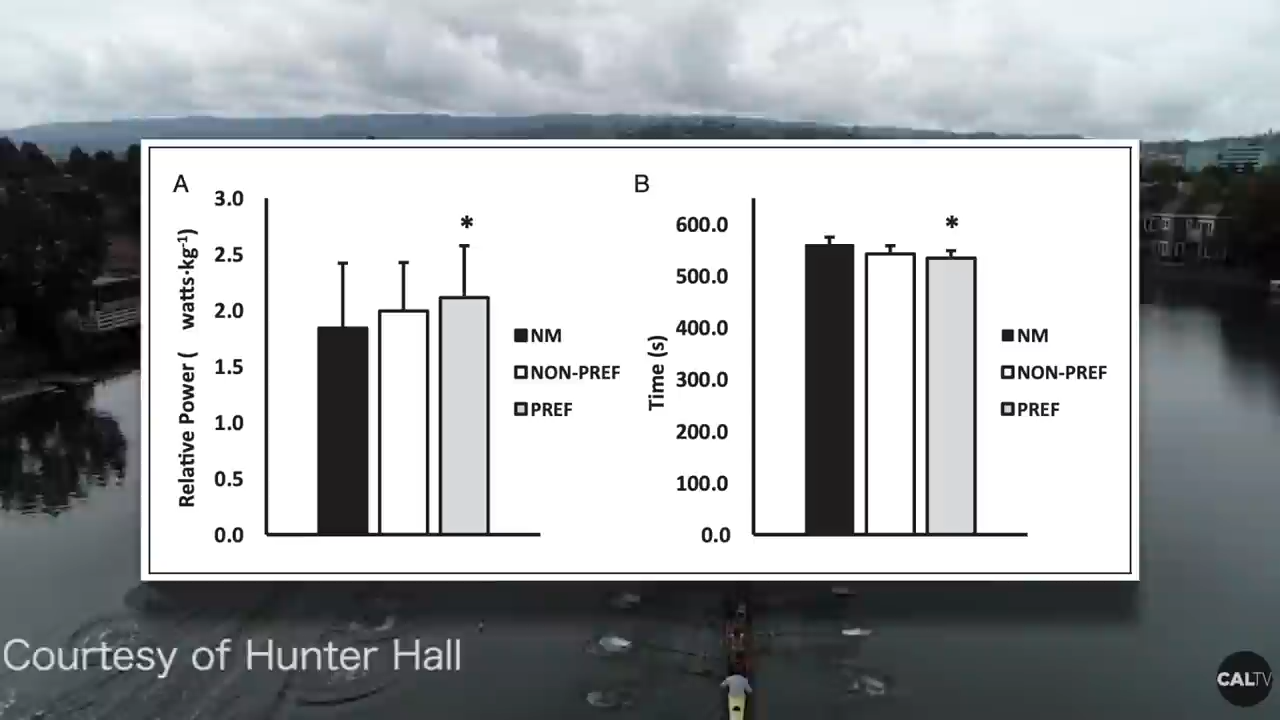 A
3.0
2.5
2.0
1.5
1.0
0.5
0.0
Relative Power ( watts·kg⁻¹)
*
NM
NON-PREF
PREF
B
600.0
500.0
400.0
300.0
200.0
100.0
0.0
Time (s)
*
NM
NON-PREF
PREF
Courtesy of Hunter Hall
CALTV